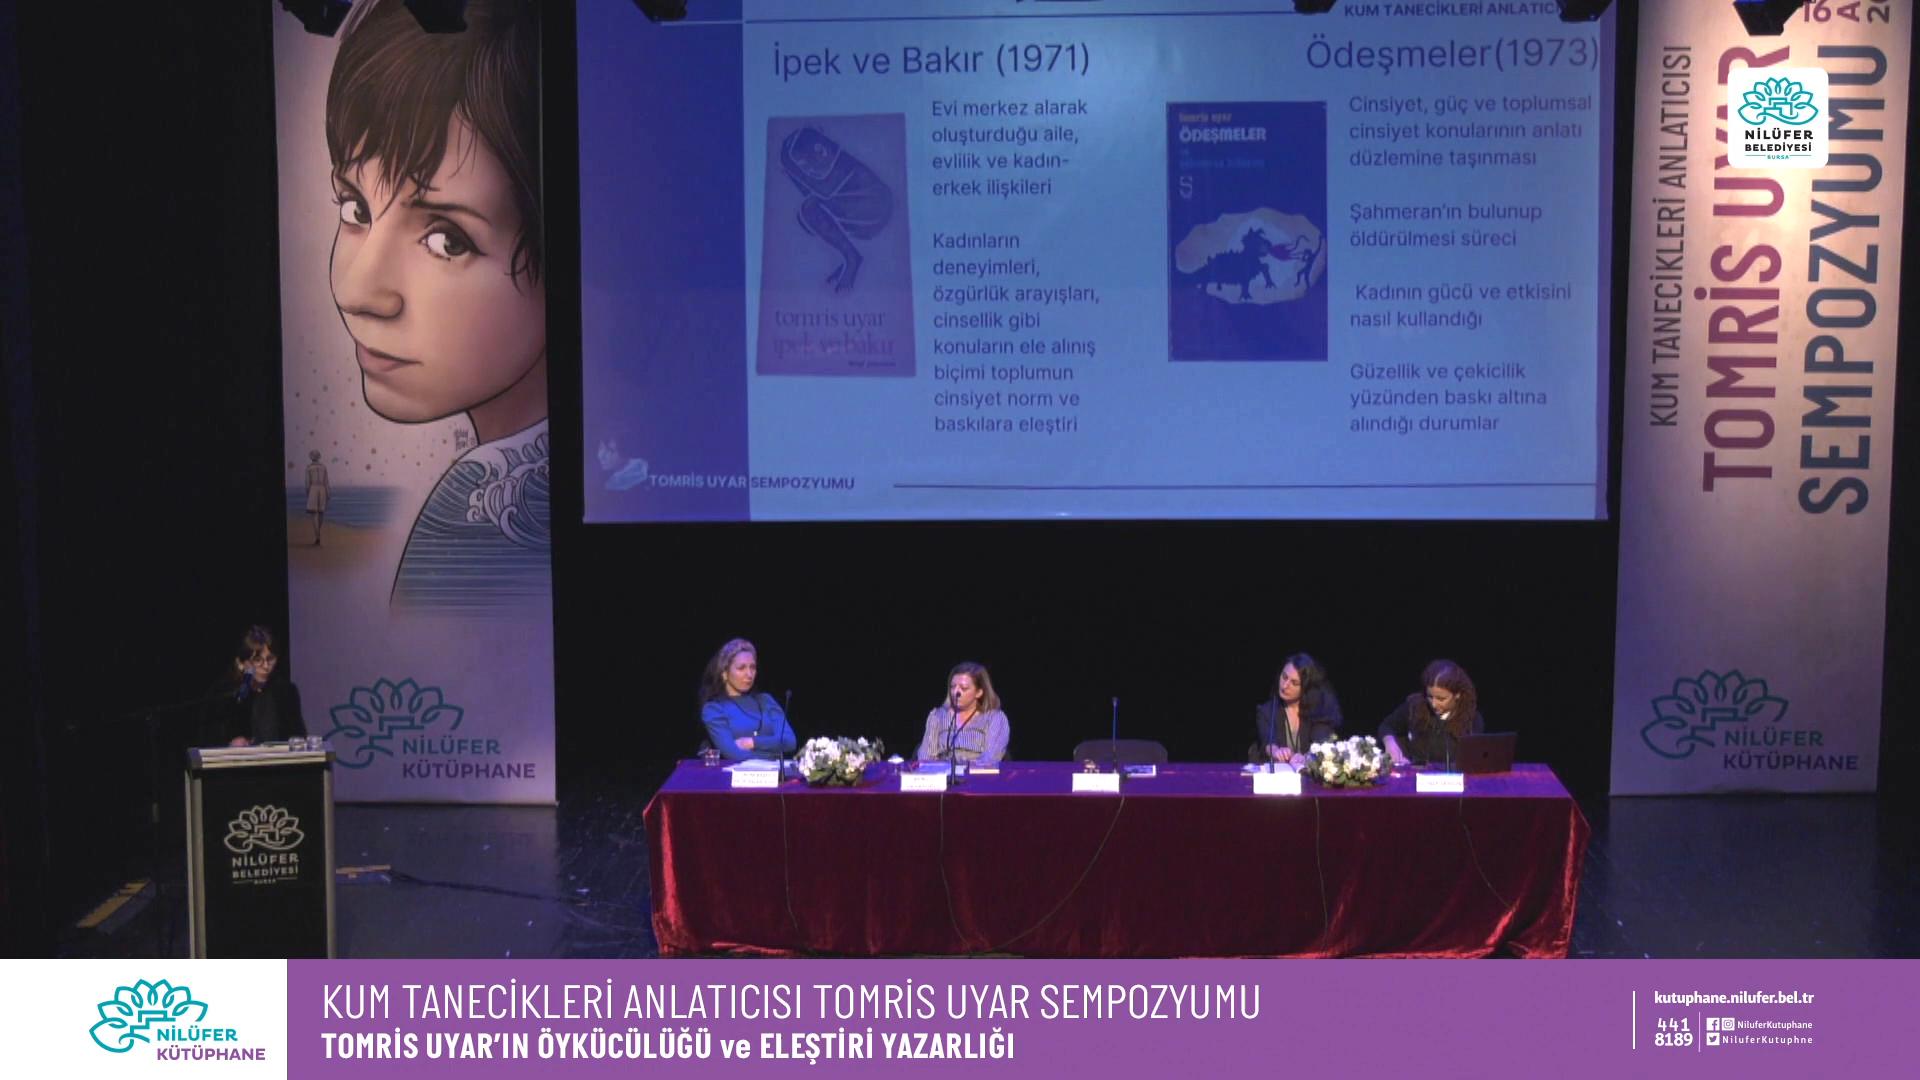 KUM TANECİKLERİ ANLATIC
İpek ve Bakır (1971)
Evi merkez alarak
oluşturduğu aile,
evlilik ve kadın-
erkek ilişkileri
Kadınların
deneyimleri,
özgürlük arayışları,
cinsellik gibi
konuların ele alınış
biçimi toplumun
cinsiyet norm ve
baskılara eleştiri
tomris uyar
ipek ve bakır
Ödeşmeler(1973)
tomris uyar
ÖDEŞMELER
S
Cinsiyet, güç ve toplumsal
cinsiyet konularının anlatı
düzlemine taşınması
Şahmeran'ın bulunup
öldürülmesi süreci
Kadının gücü ve etkisini
nasıl kullandığı
Güzellik ve çekicilik
yüzünden baskı altına
alındığı durumlar
TOMRİS UYAR SEMPOZYUMU
KUM TANECİKLERİ ANLATICISI
TOMRİS UYAR
SEMPOZYUMU
16
NİLÜFER
BELEDİYESİ
BURSA
NİLÜFER
KÜTÜPHANE
NİLÜFER
KÜTÜPHANE
NİLÜFER
BELEDİYESİ
BURSA
NİLÜFER
KÜTÜPHANE
KUM TANECİKLERİ ANLATICISI TOMRİS UYAR SEMPOZYUMU
TOMRİS UYAR'IN ÖYKÜCÜLÜĞÜ ve ELEŞTİRİ YAZARLIĞI
kutuphane.nilufer.bel.tr
441
8189
NiluferKutuphane
NiluferKutuphne